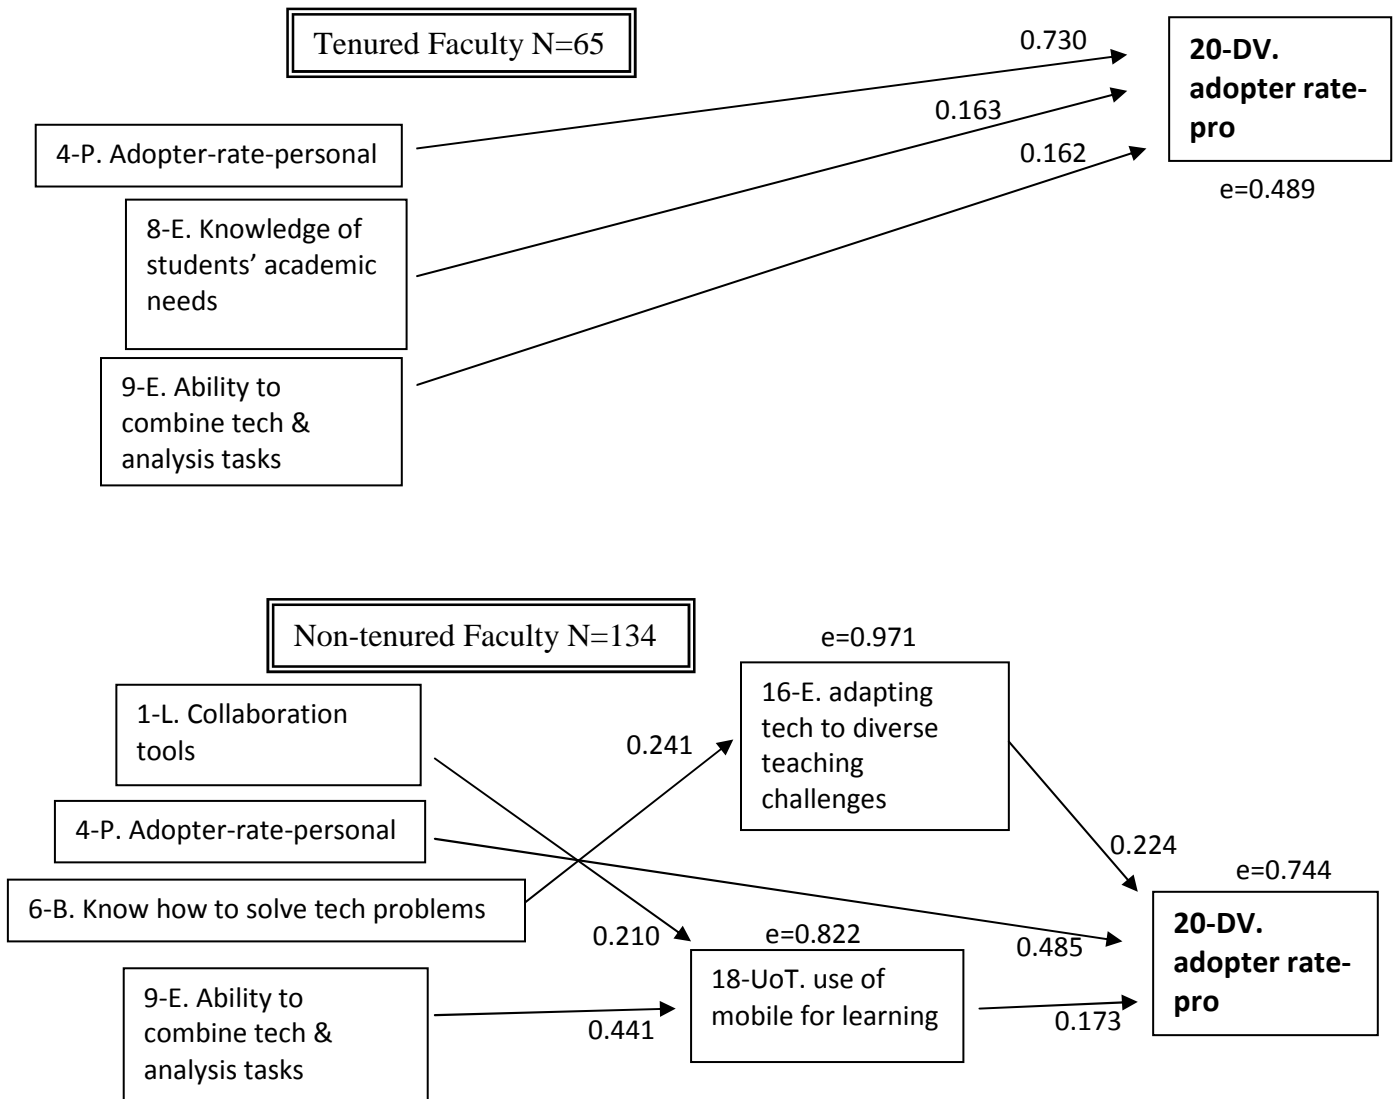 Tenured Faculty N=65
0.730
20-DV.
adopter rate-
pro
0.163
4-P. Adopter-rate-personal
0.162
e=0.489
8-E. Knowledge of
students’ academic
needs
9-E. Ability to
combine tech &
analysis tasks
Non-tenured Faculty N=134
e=0.971
1-L. Collaboration
tools
16-E. adapting
tech to diverse
teaching
challenges
0.241
4-P. Adopter-rate-personal
0.224
e=0.744
6-B. Know how to solve tech problems
0.210
e=0.822
0.485
20-DV.
adopter rate-
pro
9-E. Ability to
combine tech &
analysis tasks
0.441
18-UoT. use of
mobile for learning
0.173